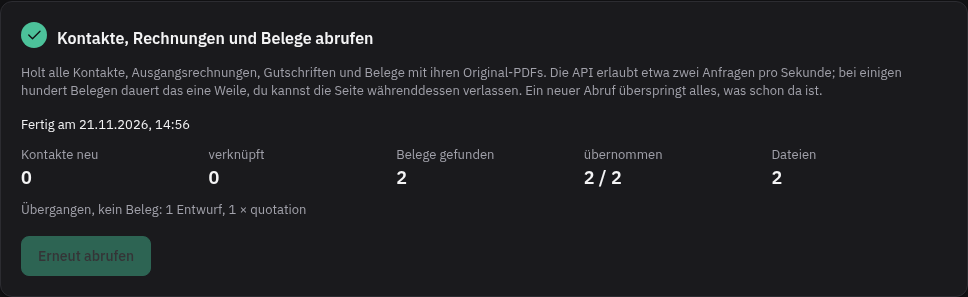 Kontakte, Rechnungen und Belege abrufen
Holt alle Kontakte, Ausgangsrechnungen, Gutschriften und Belege mit ihren Original-PDFs. Die API erlaubt etwa zwei Anfragen pro Sekunde; bei einigen
hundert Belegen dauert das eine Weile, du kannst die Seite währenddessen verlassen. Ein neuer Abruf überspringt alles, was schon da ist.
Fertig am 21.11.2026, 14:56
Kontakte neu verknüpft Belege gefunden übernommen Dateien
0 0 2 2 / 2 2
Übergangen, kein Beleg: 1 Entwurf, 1 × quotation
Erneut abrufen